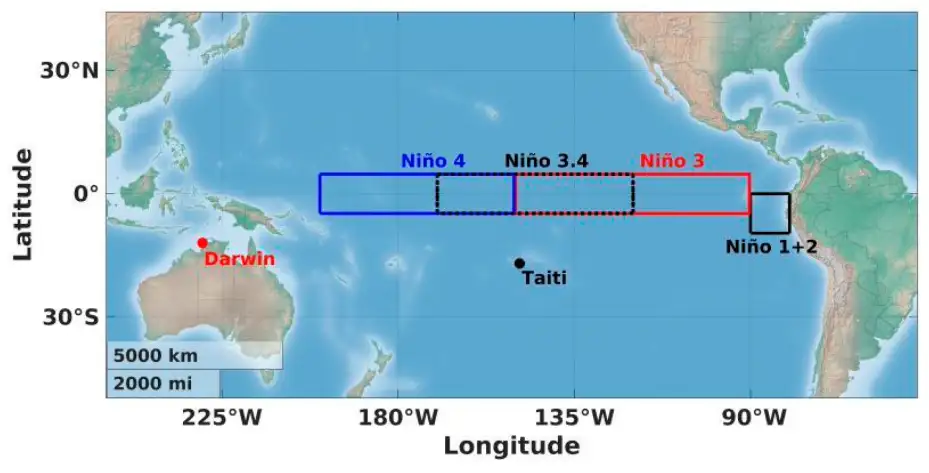 30°N
0°
30°S
Latitude
Niño 4
Niño 3.4
Niño 3
Niño 1+2
Darwin
Taiti
5000 km
2000 mi
225°W
180°W
135°W
90°W
Longitude